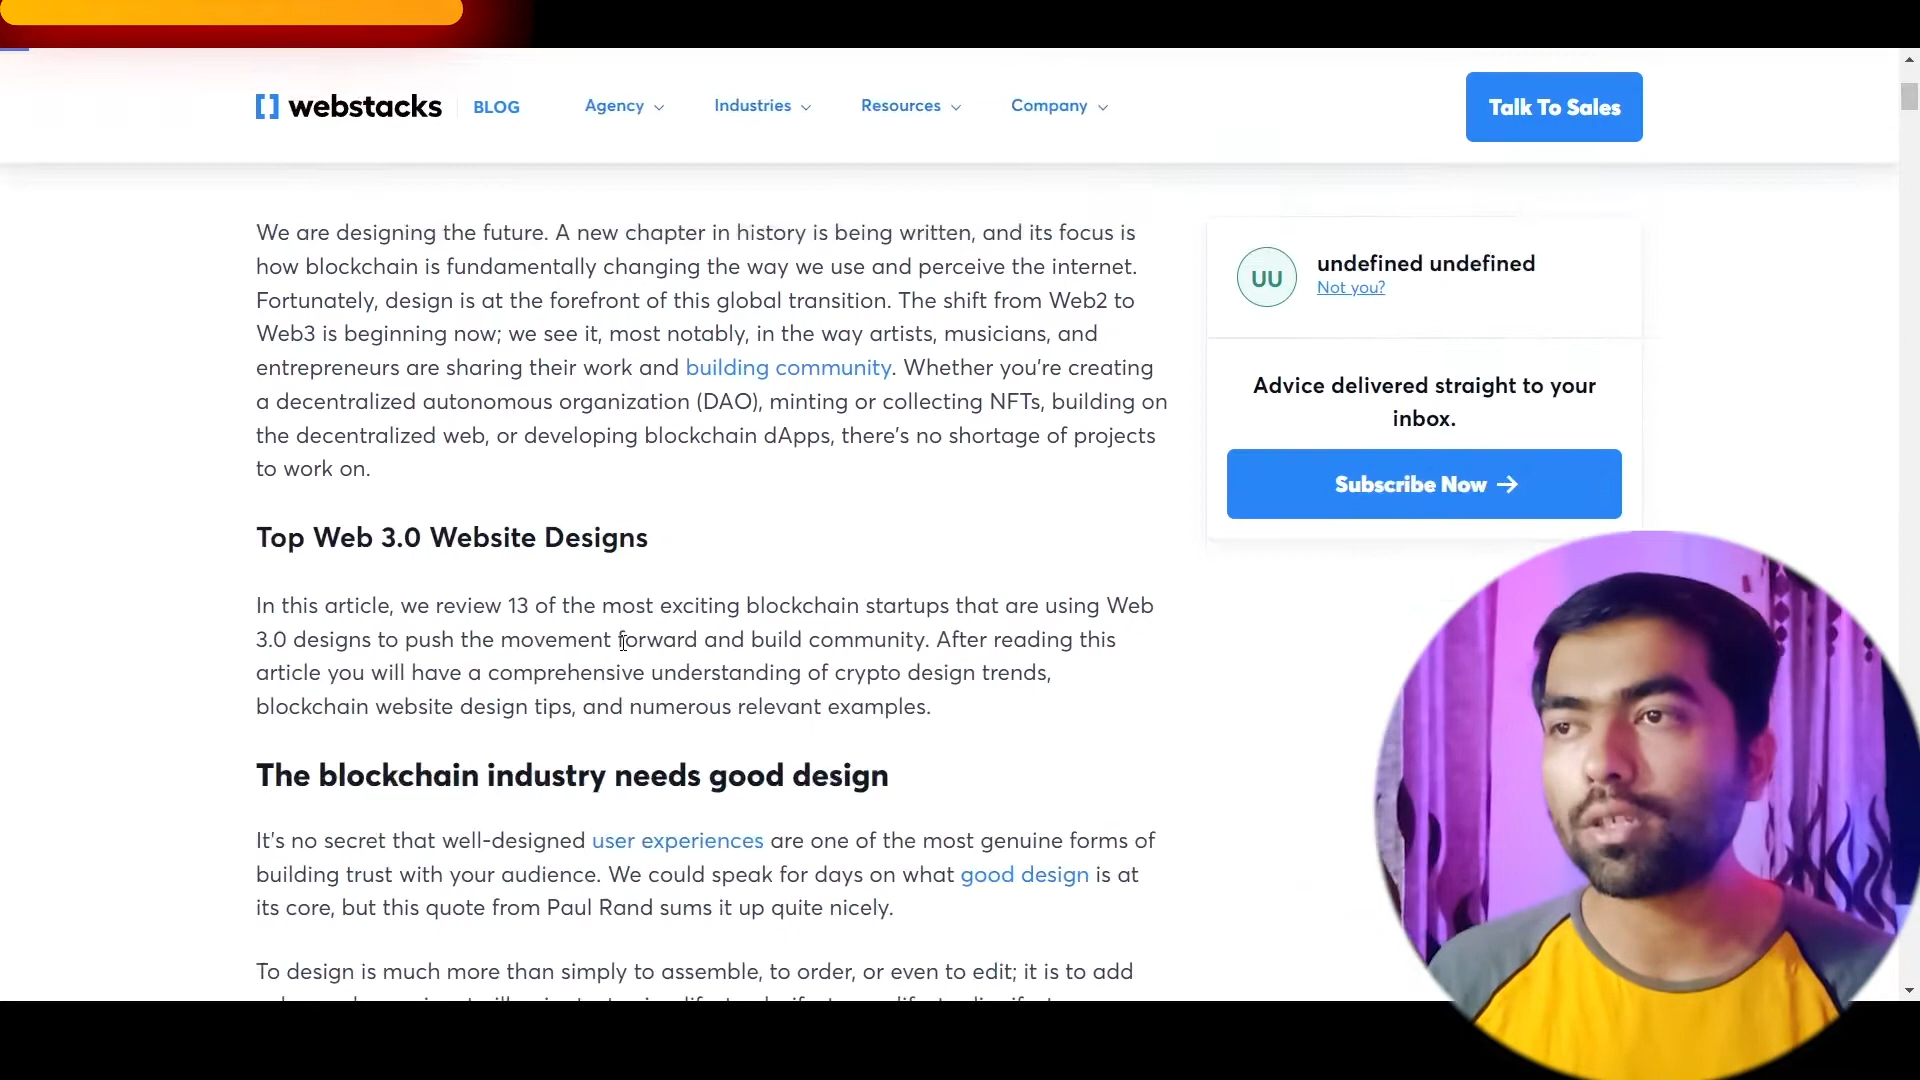 webstacks BLOG Agency Industries Resources Company Talk To Sales
We are designing the future. A new chapter in history is being written, and its focus is
how blockchain is fundamentally changing the way we use and perceive the internet.
Fortunately, design is at the forefront of this global transition. The shift from Web2 to
Web3 is beginning now; we see it, most notably, in the way artists, musicians, and
entrepreneurs are sharing their work and building community. Whether you're creating
a decentralized autonomous organization (DAO), minting or collecting NFTs, building on
the decentralized web, or developing blockchain dApps, there's no shortage of projects
to work on.
Top Web 3.0 Website Designs
In this article, we review 13 of the most exciting blockchain startups that are using Web
3.0 designs to push the movement forward and build community. After reading this
article you will have a comprehensive understanding of crypto design trends,
blockchain website design tips, and numerous relevant examples.
The blockchain industry needs good design
It's no secret that well-designed user experiences are one of the most genuine forms of
building trust with your audience. We could speak for days on what good design is at
its core, but this quote from Paul Rand sums it up quite nicely.
To design is much more than simply to assemble, to order, or even to edit; it is to add
UU
undefined undefined
Not you?
Advice delivered straight to your
inbox.
Subscribe Now →